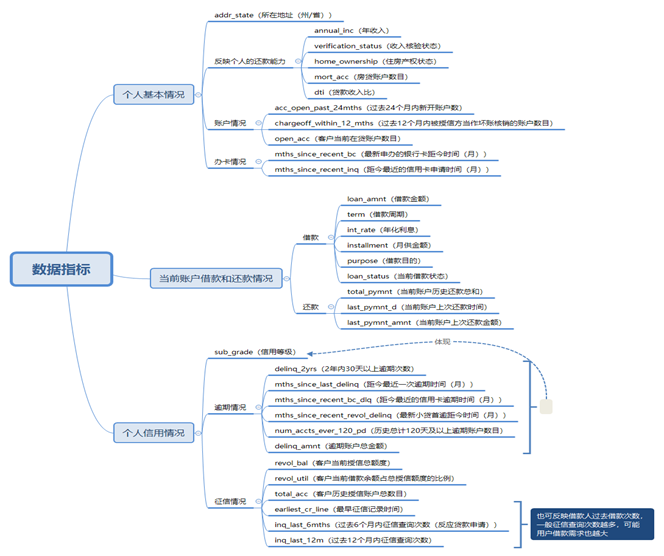 数据指标
个人基本情况
addr_state（所在地址（州/省））
反映个人的还款能力
annual_inc（年收入）
verification_status（收入核验状态）
home_ownership（住房产权状态）
mort_acc（房贷账户数目）
dti（贷款收入比）
账户情况
acc_open_past_24mths（过去24个月内新开账户数）
chargeoff_within_12_mths（过去12个月内被授信方当作坏账核销的账户数目）
open_acc（客户当前在贷账户数目）
办卡情况
mths_since_recent_bc（最新申办的银行卡距今时间（月））
mths_since_recent_inq（距今最近的信用卡申请时间（月））
当前账户借款和还款情况
借款
loan_amnt（借款金额）
term（借款周期）
int_rate（年化利息）
installment（月供金额）
purpose（借款目的）
loan_status（当前借款状态）
还款
total_pymnt（当前账户历史还款总和）
last_pymnt_d（当前账户上次还款时间）
last_pymnt_amnt（当前账户上次还款金额）
个人信用情况
sub_grade（信用等级）
体现
逾期情况
delinq_2yrs（2年内30天以上逾期次数）
mths_since_last_delinq（距今最近一次逾期时间（月））
mths_since_recent_bc_dlq（距今最近的信用卡逾期时间（月））
mths_since_recent_revol_delinq（最新小贷首逾距今时间（月））
num_accts_ever_120_pd（历史总计120天及以上逾期账户数目）
delinq_amnt（逾期账户总金额）
征信情况
revol_bal（客户当前授信总额度）
revol_util（客户当前借款余额占总授信额度的比例）
total_acc（客户历史授信账户总数目）
earliest_cr_line（最早征信记录时间）
inq_last_6mths（过去6个月内征信查询次数（反应贷款申请））
inq_last_12m（过去12个月内征信查询次数）
也可反映借款人过去借款次数，
一般征信查询次数越多，可能
用户借款需求也越大